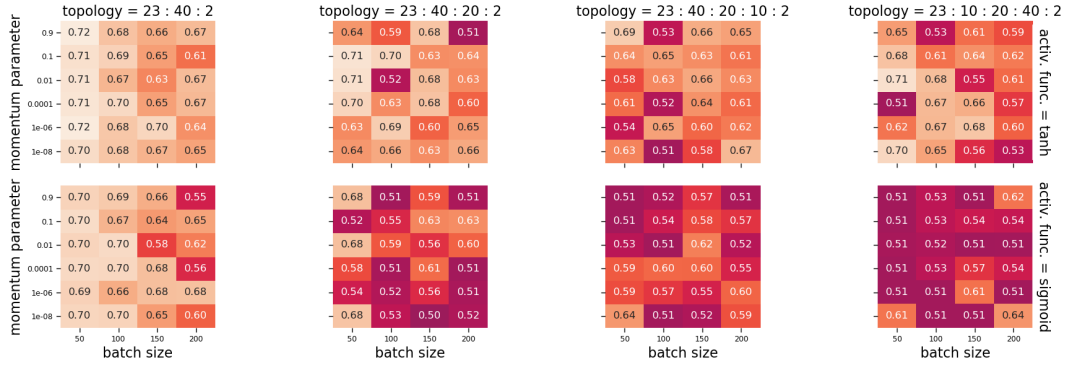 topology = 23 : 40 : 2
topology = 23 : 40 : 20 : 2
topology = 23 : 40 : 20 : 10 : 2
topology = 23 : 10 : 20 : 40 : 2
momentum parameter
activ. func. = tanh
0.9 0.72 0.68 0.66 0.67 0.64 0.59 0.68 0.51 0.69 0.53 0.66 0.65 0.65 0.53 0.61 0.59
0.1 0.71 0.69 0.65 0.61 0.71 0.70 0.63 0.64 0.64 0.65 0.63 0.61 0.68 0.61 0.64 0.62
0.01 0.71 0.67 0.63 0.67 0.71 0.52 0.68 0.63 0.58 0.63 0.66 0.63 0.71 0.68 0.55 0.61
0.0001 0.71 0.70 0.65 0.67 0.70 0.63 0.68 0.60 0.61 0.52 0.64 0.61 0.51 0.67 0.66 0.57
1e-06 0.72 0.68 0.70 0.64 0.63 0.69 0.60 0.65 0.54 0.65 0.60 0.62 0.62 0.67 0.68 0.60
1e-08 0.70 0.68 0.67 0.65 0.64 0.66 0.63 0.66 0.63 0.51 0.58 0.67 0.70 0.65 0.56 0.53
momentum parameter
activ. func. = sigmoid
0.9 0.70 0.69 0.66 0.55 0.68 0.51 0.59 0.51 0.51 0.52 0.57 0.51 0.51 0.53 0.51 0.62
0.1 0.70 0.67 0.64 0.65 0.52 0.55 0.63 0.63 0.51 0.54 0.58 0.57 0.51 0.53 0.54 0.54
0.01 0.70 0.70 0.58 0.62 0.68 0.59 0.56 0.60 0.53 0.51 0.62 0.52 0.51 0.52 0.51 0.51
0.0001 0.70 0.70 0.68 0.56 0.58 0.51 0.61 0.51 0.59 0.60 0.60 0.55 0.51 0.53 0.57 0.54
1e-06 0.69 0.66 0.68 0.68 0.54 0.52 0.56 0.51 0.59 0.57 0.55 0.60 0.51 0.51 0.61 0.51
1e-08 0.70 0.70 0.65 0.60 0.68 0.53 0.50 0.52 0.64 0.51 0.52 0.59 0.61 0.51 0.51 0.64
50 100 150 200 50 100 150 200 50 100 150 200 50 100 150 200
batch size batch size batch size batch size